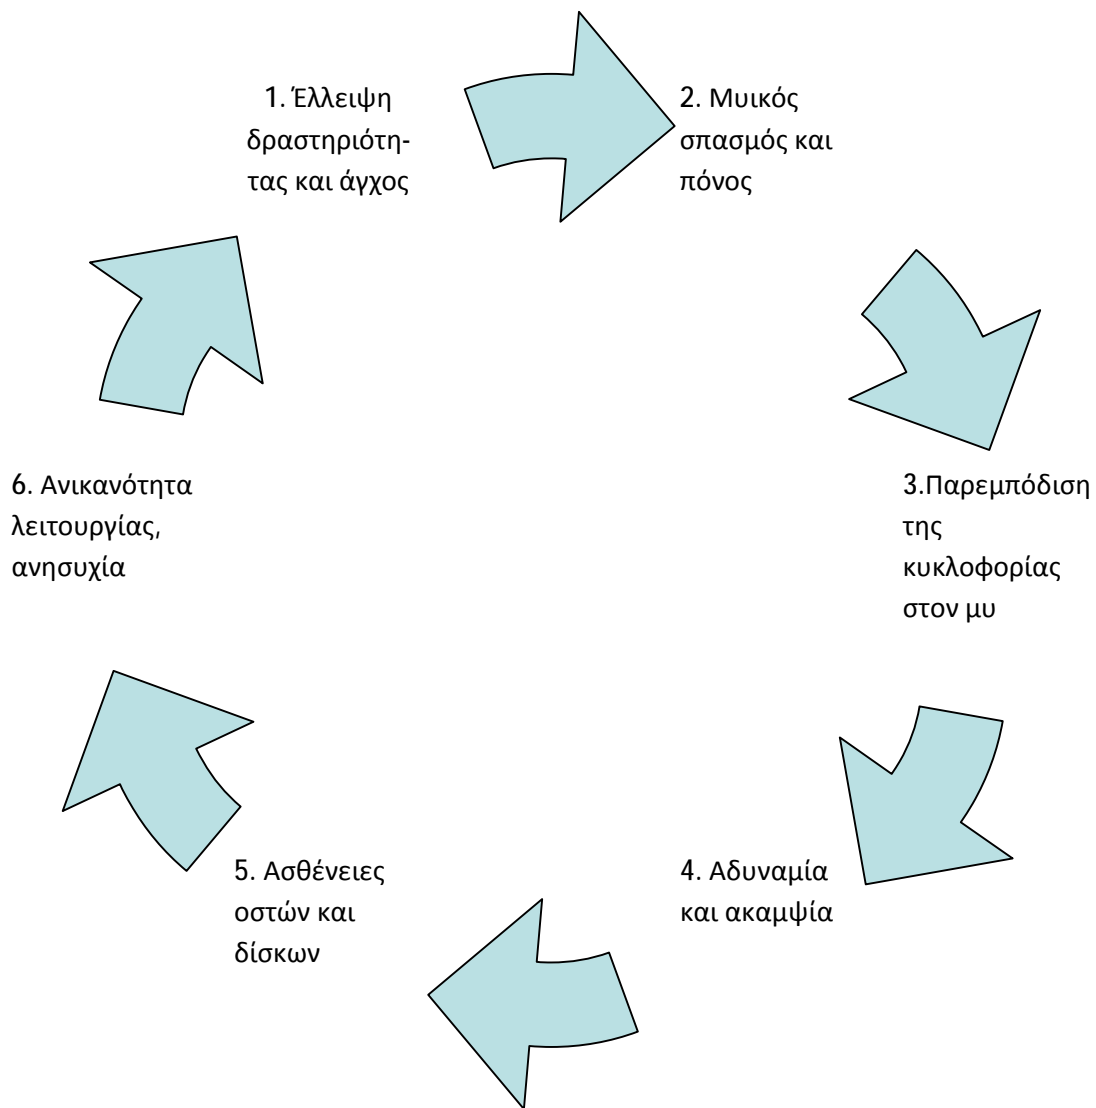 1. Έλλειψη
δραστηριότη-
τας και άγχος
2. Μυικός
σπασμός και
πόνος
3.Παρεμπόδιση
της
κυκλοφορίας
στον μυ
4. Αδυναμία
και ακαμψία
5. Ασθένειες
οστών και
δίσκων
6. Ανικανότητα
λειτουργίας,
ανησυχία